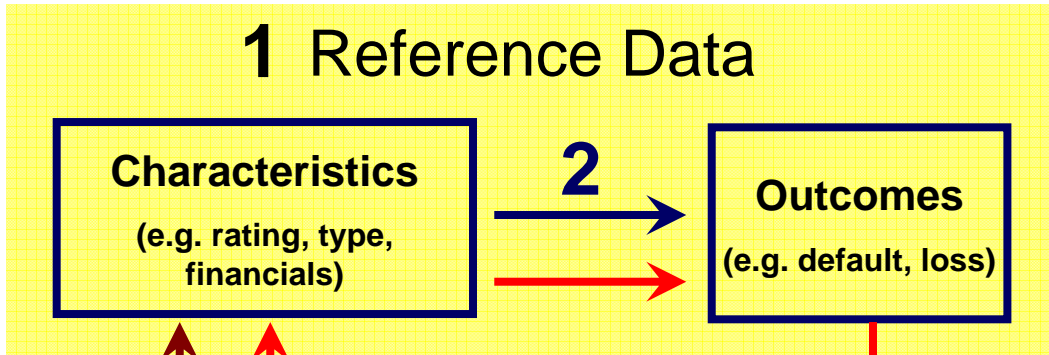 1 Reference Data
Characteristics
(e.g. rating, type,
financials)
2
Outcomes
(e.g. default, loss)